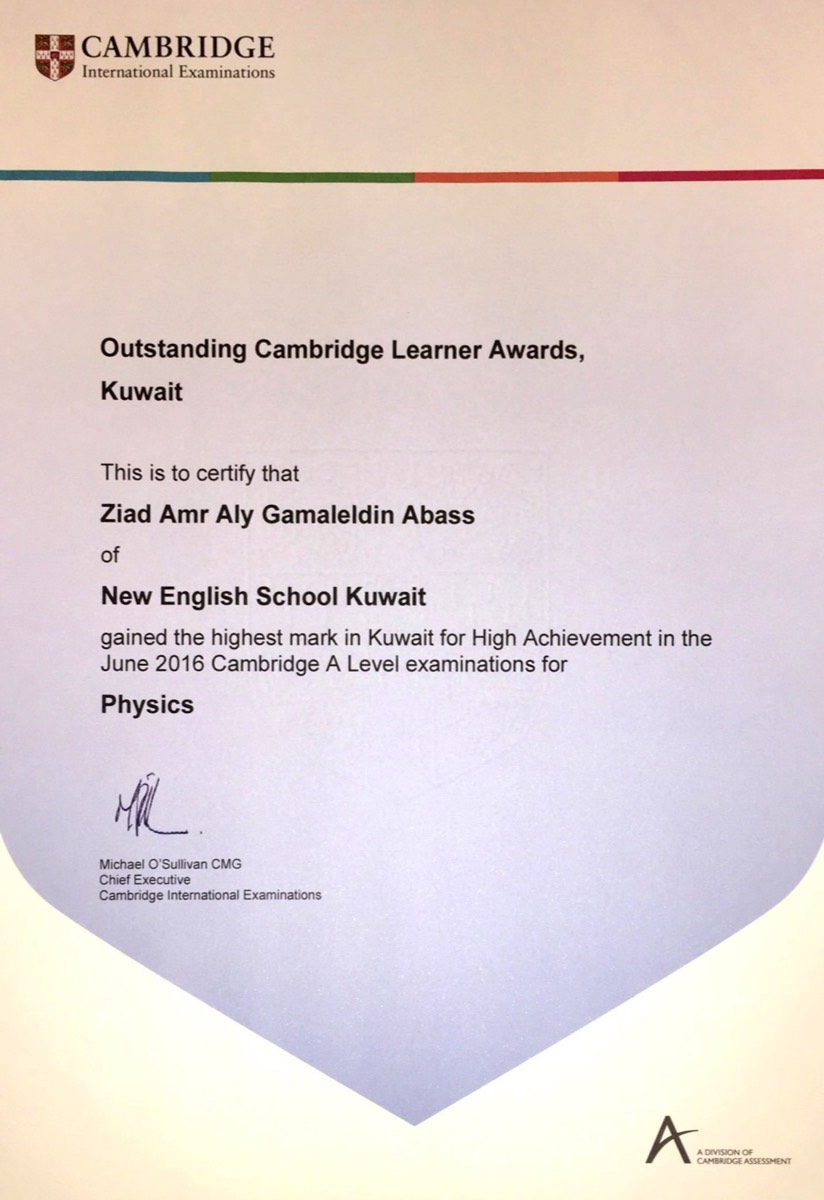 CAMBRIDGE
International Examinations
Outstanding Cambridge Learner Awards,
Kuwait
This is to certify that
Ziad Amr Aly Gamaleldin Abass
of
New English School Kuwait
gained the highest mark in Kuwait for High Achievement in the
June 2016 Cambridge A Level examinations for
Physics
Michael O'Sullivan CMG
Chief Executive
Cambridge International Examinations
A DIVISION OF
CAMBRIDGE ASSESSMENT